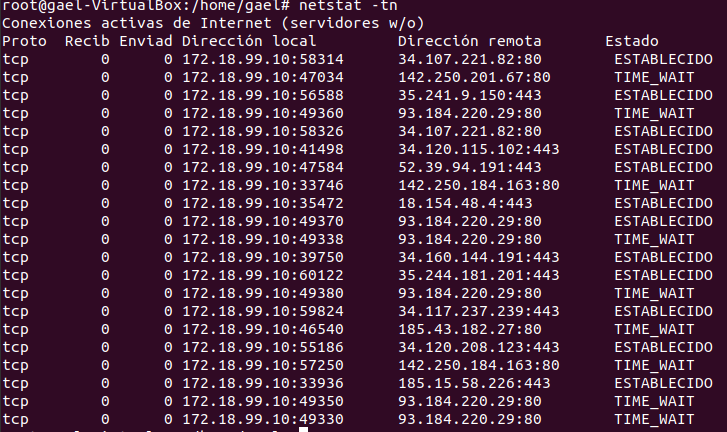 root@gael-VirtualBox:/home/gael# netstat -tn
Conexiones activas de Internet (servidores w/o)
Proto  Recib Enviad Dirección local         Dirección remota       Estado
tcp        0      0 172.18.99.10:58314      34.107.221.82:80        ESTABLECIDO
tcp        0      0 172.18.99.10:47034      142.250.201.67:80       TIME_WAIT
tcp        0      0 172.18.99.10:56588      35.241.9.150:443        ESTABLECIDO
tcp        0      0 172.18.99.10:49360      93.184.220.29:80        TIME_WAIT
tcp        0      0 172.18.99.10:58326      34.107.221.82:80        ESTABLECIDO
tcp        0      0 172.18.99.10:41498      34.120.115.102:443      ESTABLECIDO
tcp        0      0 172.18.99.10:47584      52.39.94.191:443        ESTABLECIDO
tcp        0      0 172.18.99.10:33746      142.250.184.163:80      TIME_WAIT
tcp        0      0 172.18.99.10:35472      18.154.48.4:443         ESTABLECIDO
tcp        0      0 172.18.99.10:49370      93.184.220.29:80        ESTABLECIDO
tcp        0      0 172.18.99.10:49338      93.184.220.29:80        TIME_WAIT
tcp        0      0 172.18.99.10:39750      34.160.144.191:443      ESTABLECIDO
tcp        0      0 172.18.99.10:60122      35.244.181.201:443      ESTABLECIDO
tcp        0      0 172.18.99.10:49380      93.184.220.29:80        TIME_WAIT
tcp        0      0 172.18.99.10:59824      34.117.237.239:443      ESTABLECIDO
tcp        0      0 172.18.99.10:46540      185.43.182.27:80        TIME_WAIT
tcp        0      0 172.18.99.10:55186      34.120.208.123:443      ESTABLECIDO
tcp        0      0 172.18.99.10:57250      142.250.184.163:80      TIME_WAIT
tcp        0      0 172.18.99.10:33936      185.15.58.226:443       ESTABLECIDO
tcp        0      0 172.18.99.10:49350      93.184.220.29:80        TIME_WAIT
tcp        0      0 172.18.99.10:49330      93.184.220.29:80        TIME_WAIT